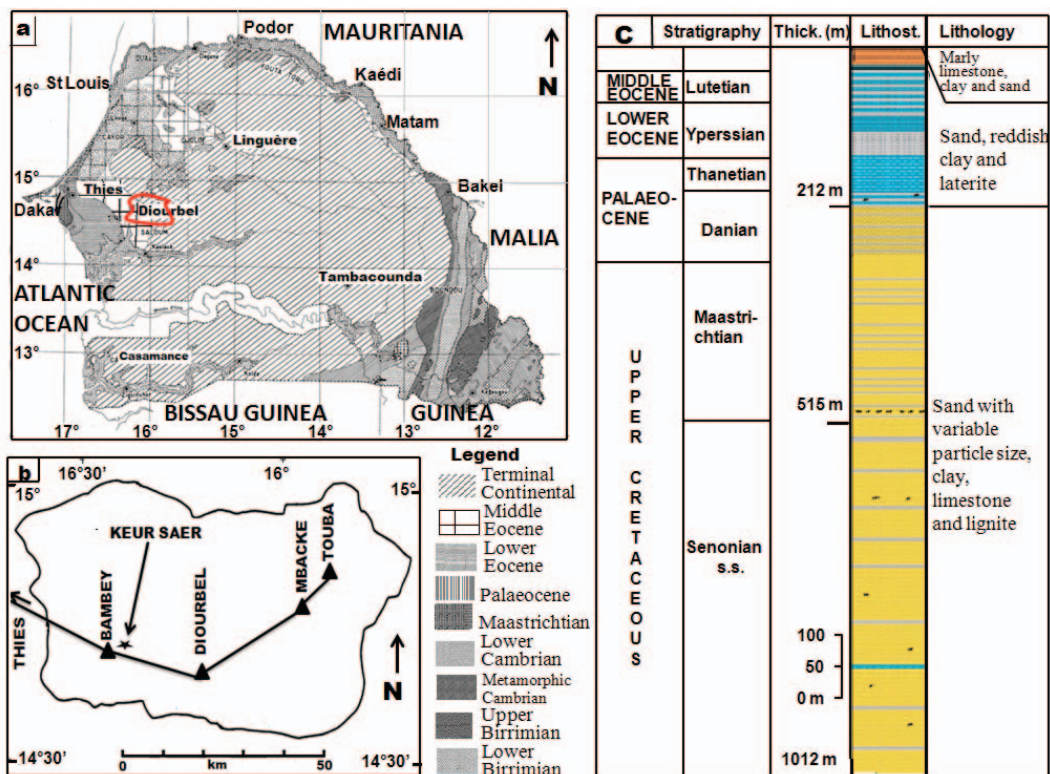 a
Podor
MAURITANIA
N
Kaédi
St Louis
16°
Matam
Linguère
15°
Thies
Bakel
Dakar
Diourbel
SALOUM
MALIA
14°
Tambacounda
ATLANTIC
OCEAN
13°
Casamance
BISSAU GUINEA
GUINEA
17°
16°
15°
14°
13°
12°
b
16°30'
16°
15°
15°
KEUR SAER
TOUBA
MBACKE
BAMBEY
DIOURBEL
THIES
N
14°30'
14°30'
0
km
50
Legend
Terminal
Continental
Middle
Eocene
Lower
Eocene
Palaeocene
Maastrichtian
Lower
Cambrian
Metamorphic
Cambrian
Upper
Birrimian
Lower
Birrimian
C
Stratigraphy
Thick. (m)
Lithost.
Lithology
Marly
limestone,
clay and sand
MIDDLE
EOCENE
Lutetian
LOWER
EOCENE
Yperssian
Sand, reddish
clay and
laterite
Thanetian
212 m
PALAEO-
CENE
Danian
Maastri-
chtian
515 m
UPPER CRETACEOUS
Sand with
variable
particle size,
clay,
limestone
and lignite
Senonian
s.s.
100
50
0 m
1012 m